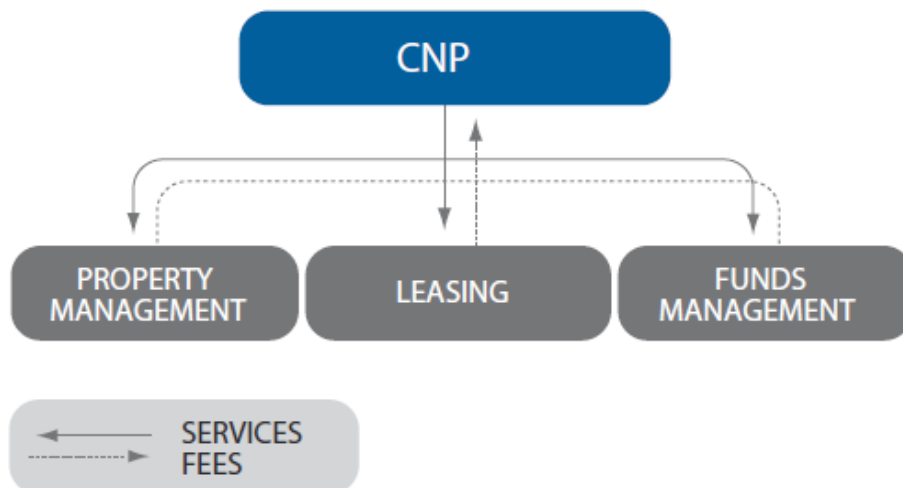 CNP
PROPERTY
MANAGEMENT
LEASING
FUNDS
MANAGEMENT
SERVICES
FEES